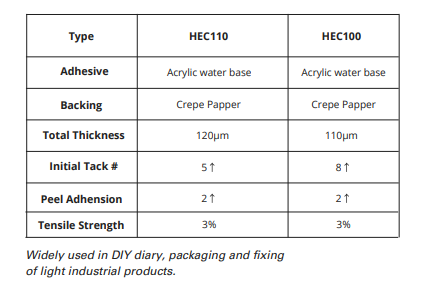 Type HEC110 HEC100
Adhesive Acrylic water base Acrylic water base
Backing Crepe Papper Crepe Papper
Total Thickness 120μm 110μm
Initial Tack # 5↑ 8↑
Peel Adhension 2↑ 2↑
Tensile Strength 3% 3%
Widely used in DIY diary, packaging and fixing
of light industrial products.